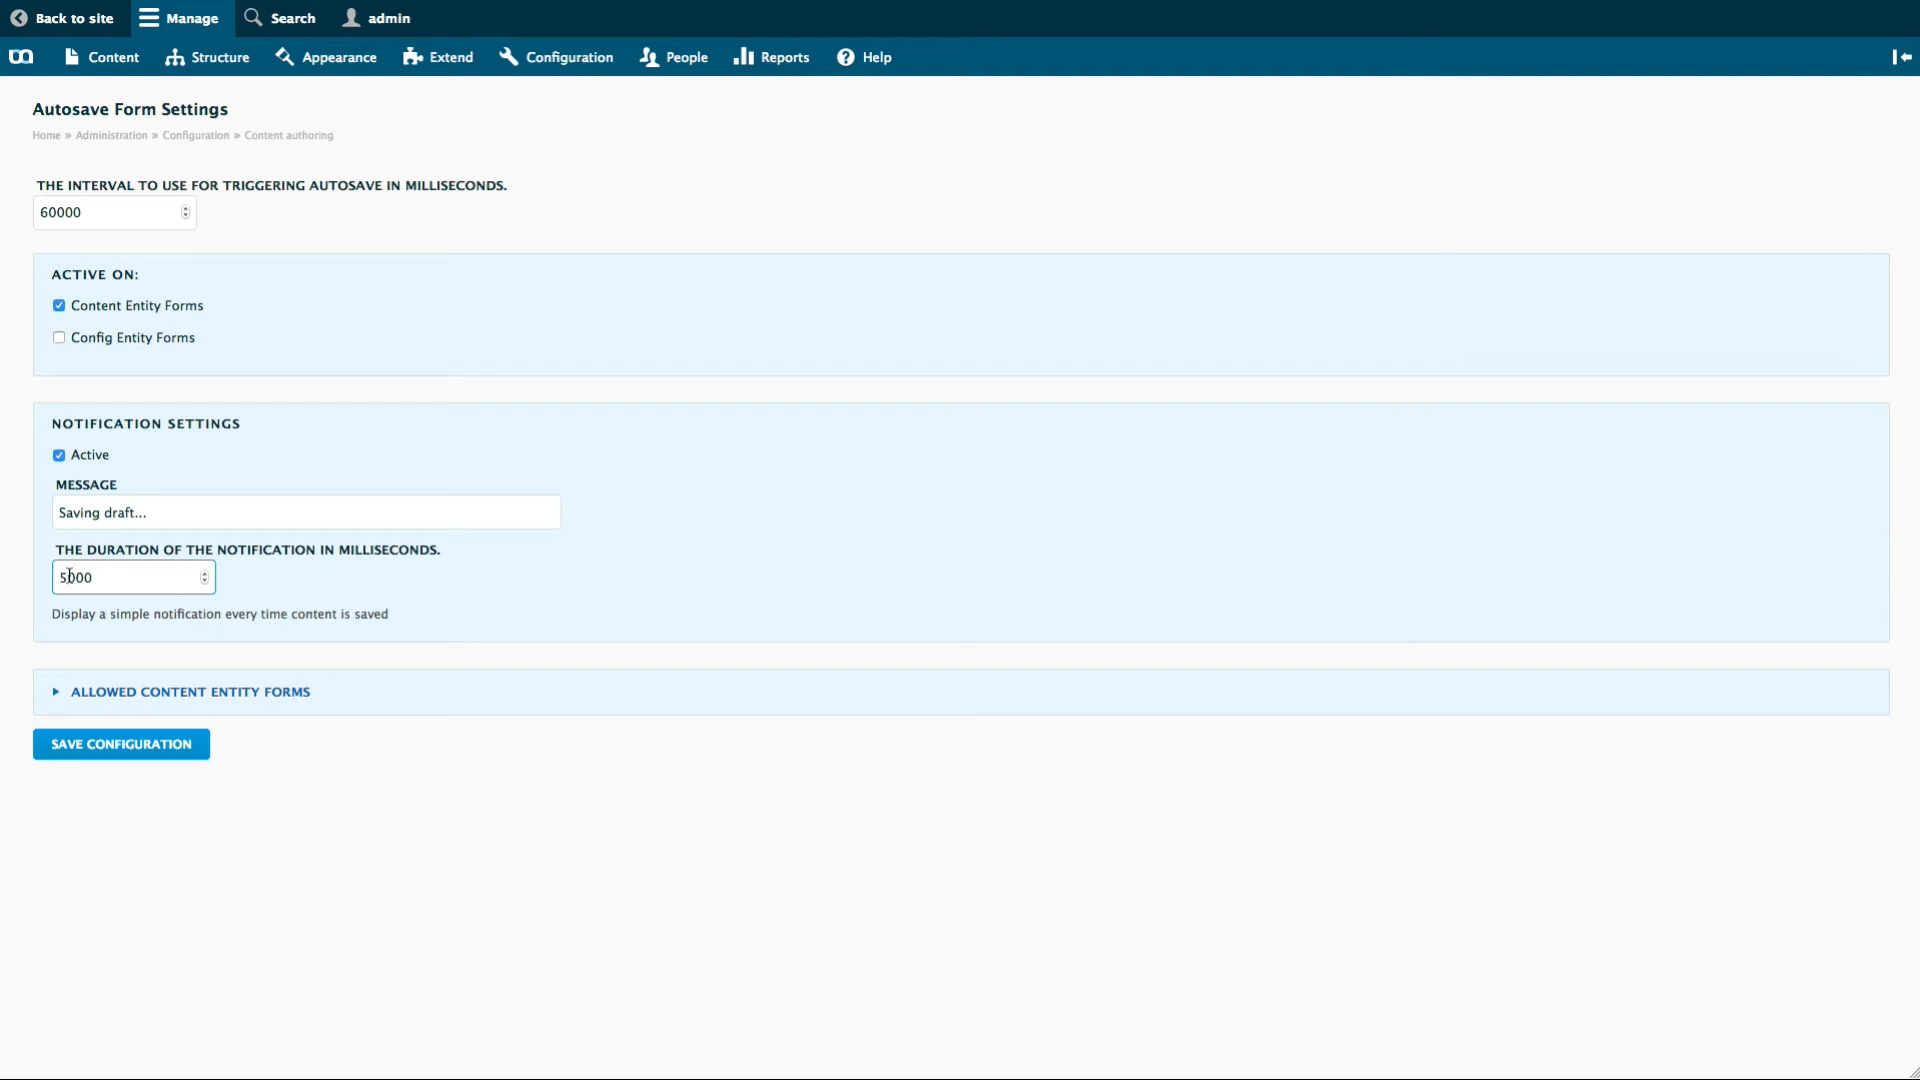 Back to site Manage Search admin
Content Structure Appearance Extend Configuration People Reports Help
Autosave Form Settings
Home » Administration » Configuration » Content authoring
THE INTERVAL TO USE FOR TRIGGERING AUTOSAVE IN MILLISECONDS.
60000
ACTIVE ON:
Content Entity Forms
Config Entity Forms
NOTIFICATION SETTINGS
Active
MESSAGE
Saving draft...
THE DURATION OF THE NOTIFICATION IN MILLISECONDS.
5000
Display a simple notification every time content is saved
ALLOWED CONTENT ENTITY FORMS
SAVE CONFIGURATION